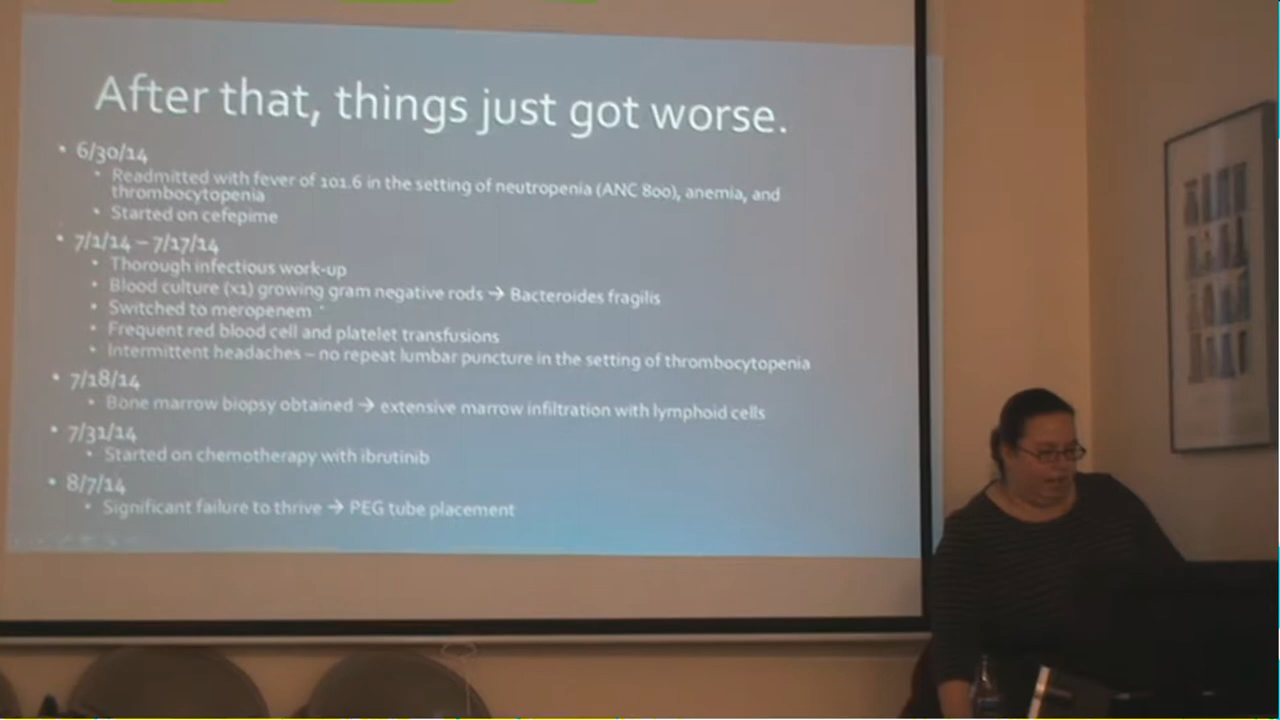 After that, things just got worse.
• 6/30/14
• Readmitted with fever of 101.6 in the setting of neutropenia (ANC 800), anemia, and
thrombocytopenia
• Started on cefepime
• 7/1/14 – 7/17/14
• Thorough infectious work-up
• Blood culture (x1) growing gram negative rods → Bacteroides fragilis
• Switched to meropenem
• Frequent red blood cell and platelet transfusions
• Intermittent headaches – no repeat lumbar puncture in the setting of thrombocytopenia
• 7/18/14
• Bone marrow biopsy obtained → extensive marrow infiltration with lymphoid cells
• 7/31/14
• Started on chemotherapy with ibrutinib
• 8/7/14
• Significant failure to thrive → PEG tube placement